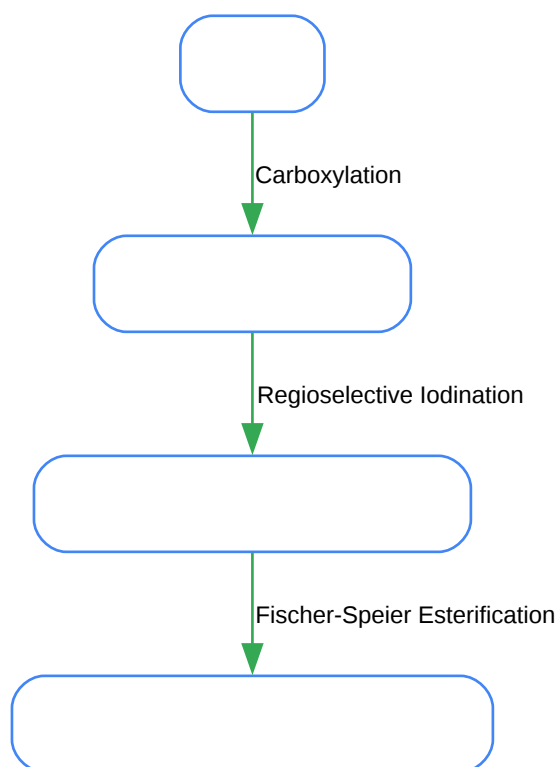 Carboxylation
Regioselective Iodination
Fischer-Speier Esterification